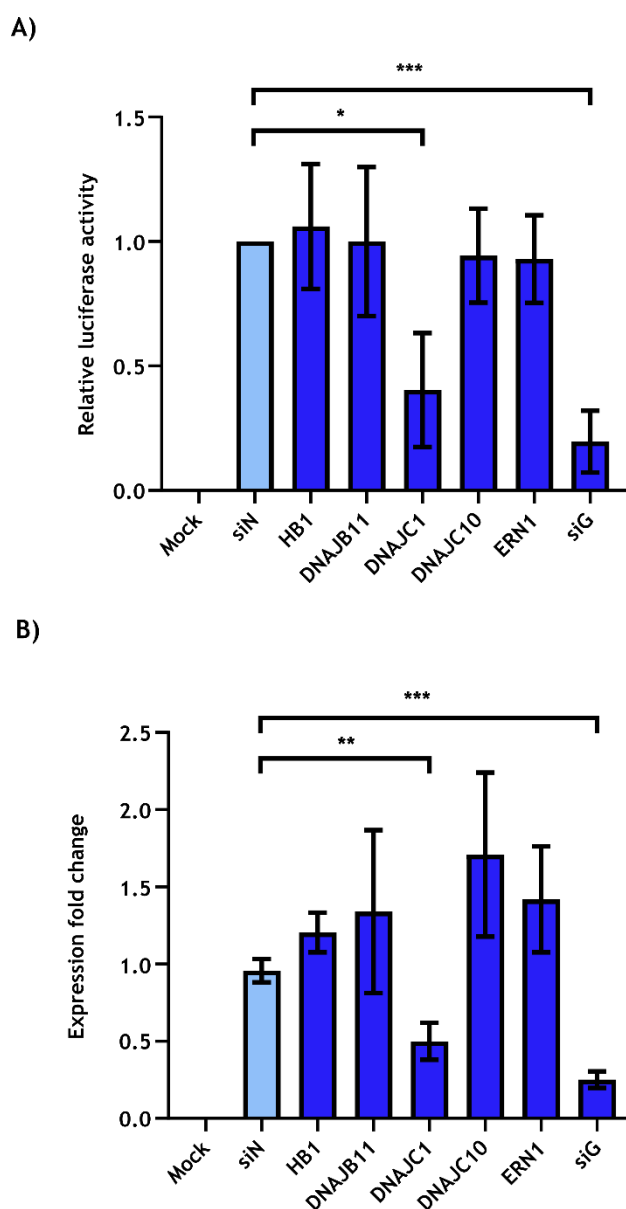 A)
***
*
1.5
1.0
0.5
0.0
Relative luciferase activity
Mock
siN
HB1
DNAJB11
DNAJC1
DNAJC10
ERN1
siG
B)
***
**
2.5
2.0
1.5
1.0
0.5
0.0
Expression fold change
Mock
siN
HB1
DNAJB11
DNAJC1
DNAJC10
ERN1
siG